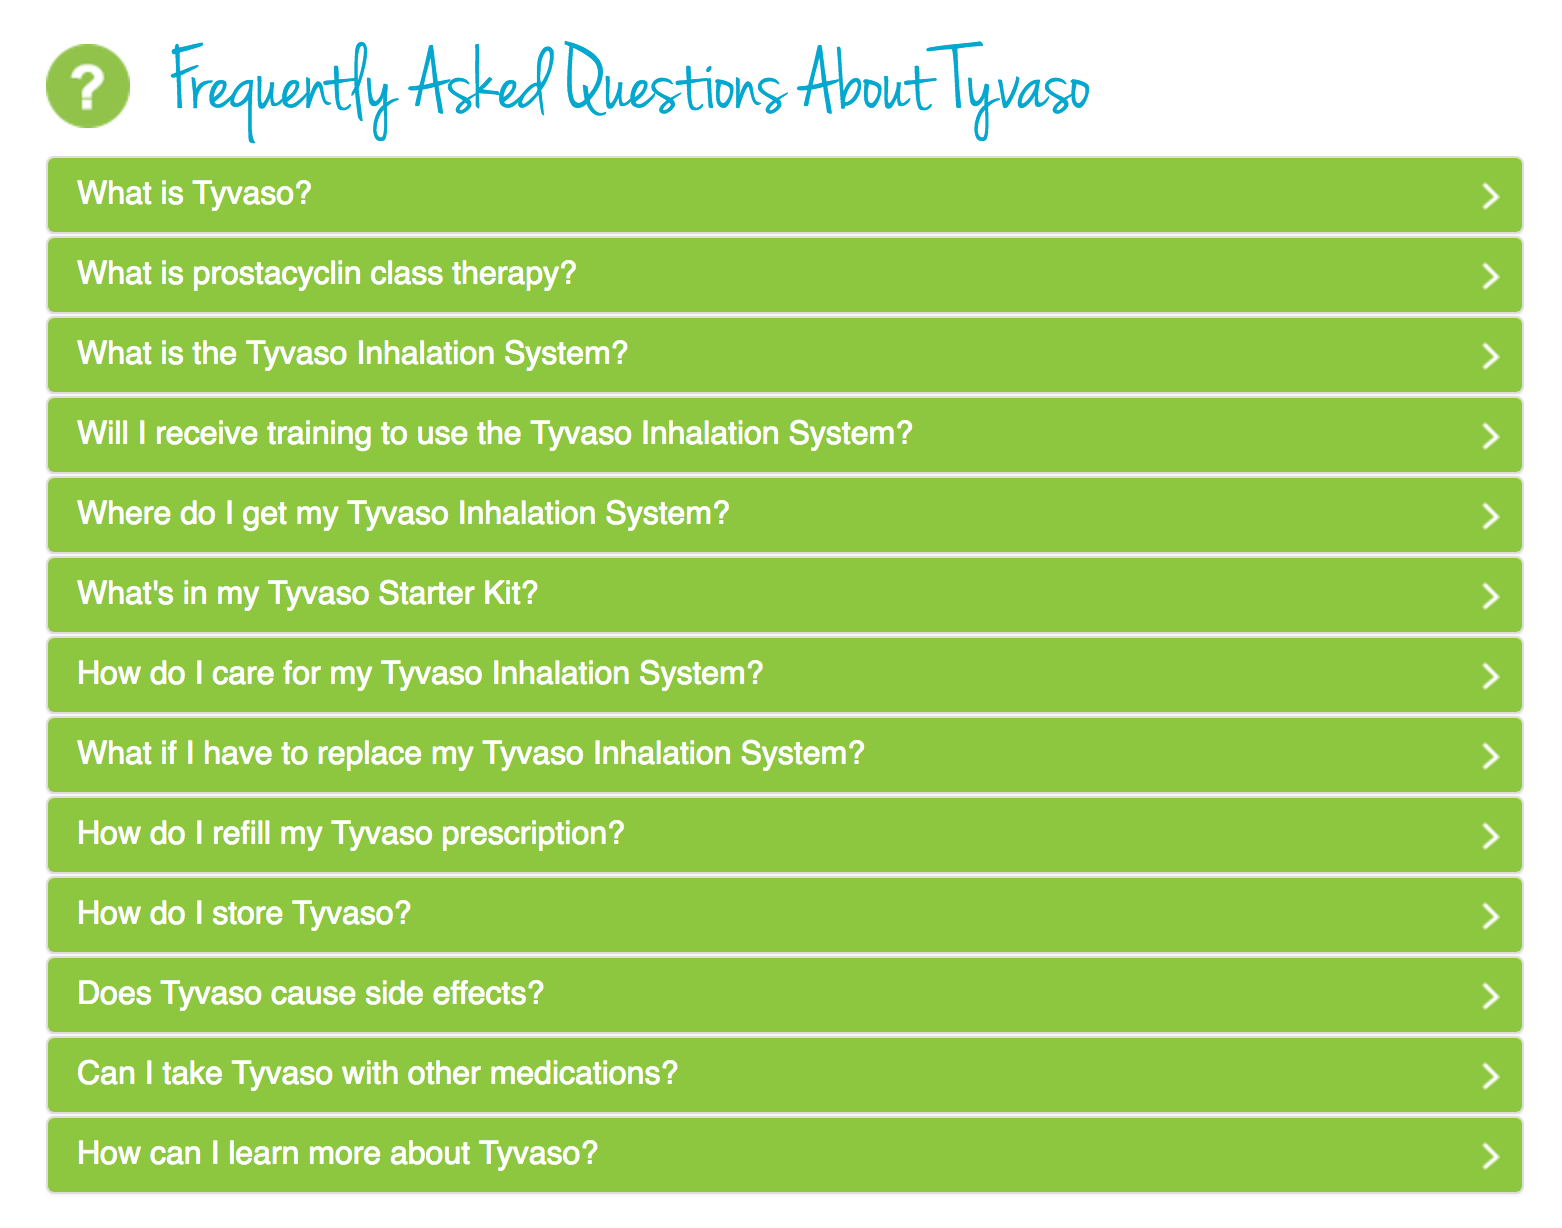 ?
Frequently Asked Questions About Tyvaso
What is Tyvaso?
What is prostacyclin class therapy?
What is the Tyvaso Inhalation System?
Will I receive training to use the Tyvaso Inhalation System?
Where do I get my Tyvaso Inhalation System?
What's in my Tyvaso Starter Kit?
How do I care for my Tyvaso Inhalation System?
What if I have to replace my Tyvaso Inhalation System?
How do I refill my Tyvaso prescription?
How do I store Tyvaso?
Does Tyvaso cause side effects?
Can I take Tyvaso with other medications?
How can I learn more about Tyvaso?